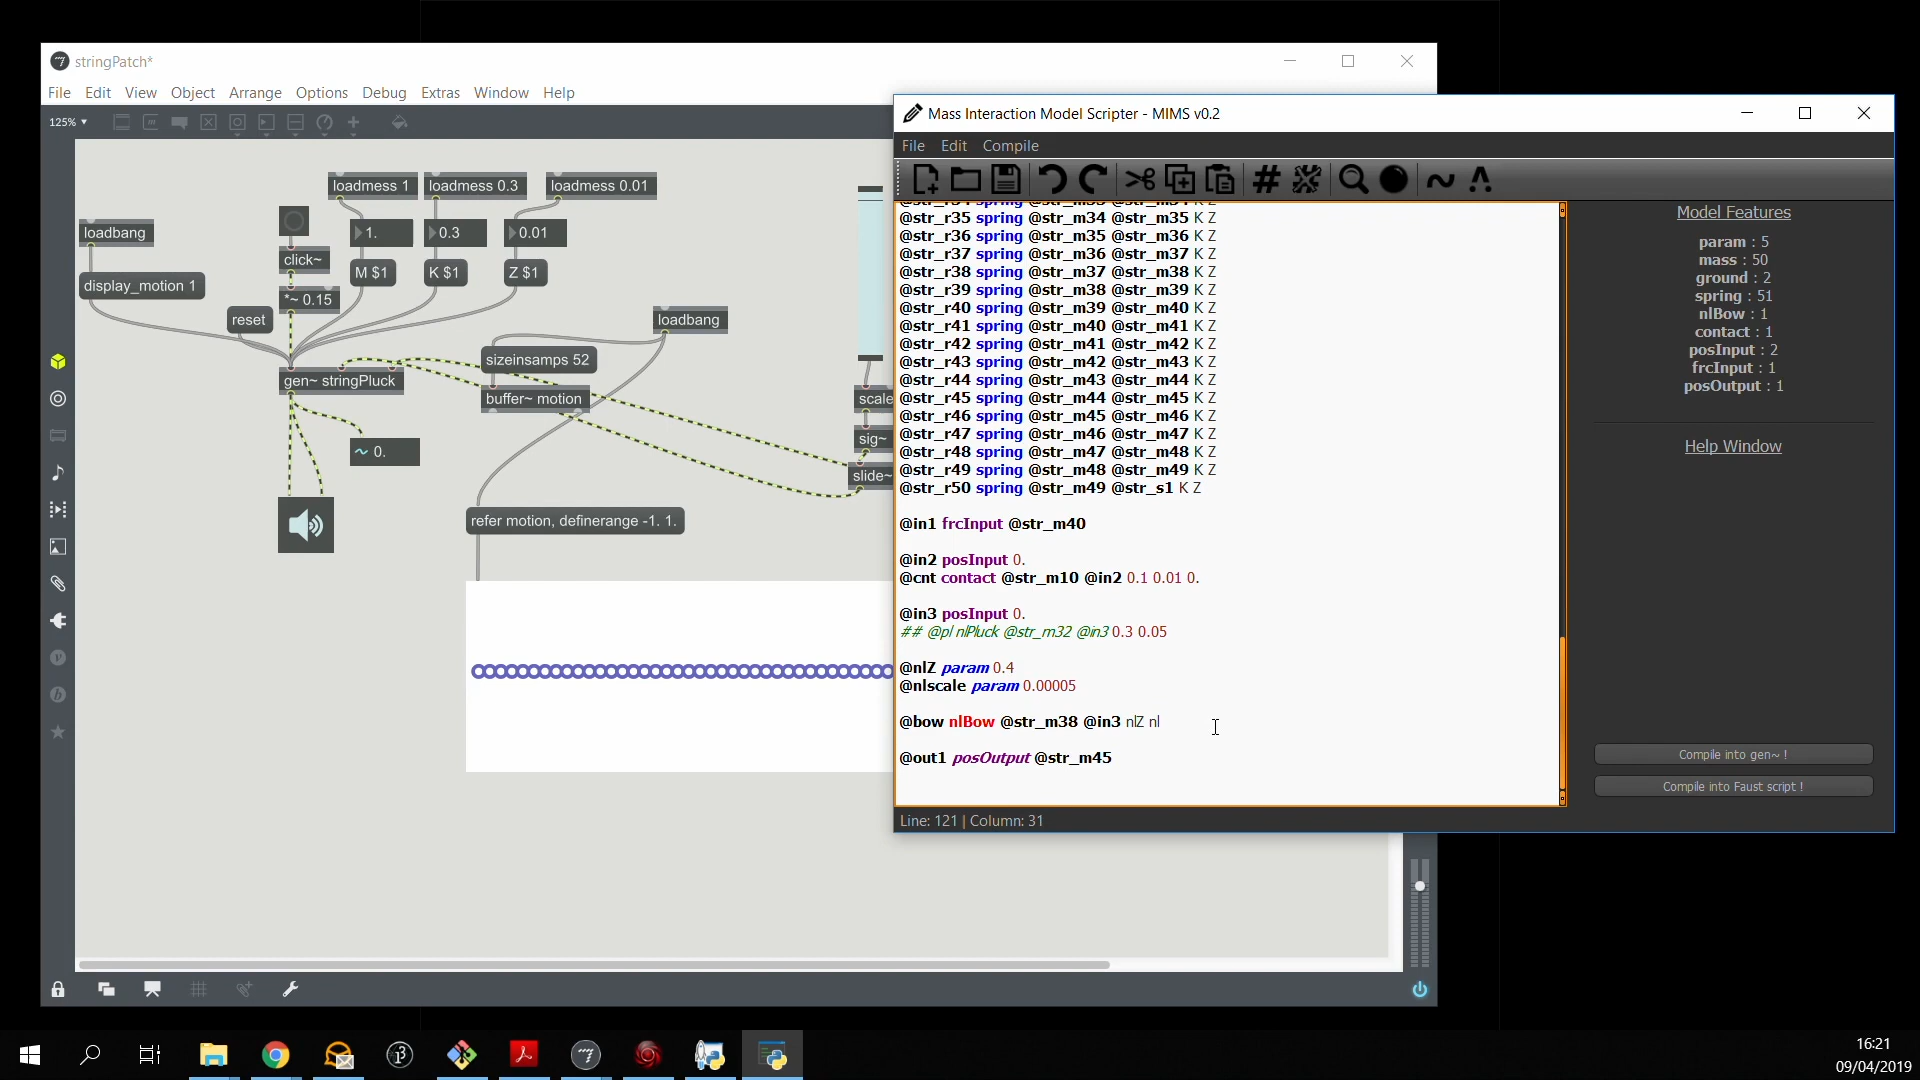 stringPatch*
File Edit View Object Arrange Options Debug Extras Window Help
125%
loadmess 1 loadmess 0.3 loadmess 0.01
loadbang
1. 0.3 0.01
click~
M $1 K $1 Z $1
display_motion 1
*~ 0.15
reset
loadbang
sizeinsamps 52
gen~ stringPluck
buffer~ motion
scale
sig~
~ 0.
slide~
refer motion, definerange -1. 1.
Mass Interaction Model Scripter - MIMS v0.2
File Edit Compile
@str_r34 spring @str_m33 @str_m34 K Z
@str_r35 spring @str_m34 @str_m35 K Z
@str_r36 spring @str_m35 @str_m36 K Z
@str_r37 spring @str_m36 @str_m37 K Z
@str_r38 spring @str_m37 @str_m38 K Z
@str_r39 spring @str_m38 @str_m39 K Z
@str_r40 spring @str_m39 @str_m40 K Z
@str_r41 spring @str_m40 @str_m41 K Z
@str_r42 spring @str_m41 @str_m42 K Z
@str_r43 spring @str_m42 @str_m43 K Z
@str_r44 spring @str_m43 @str_m44 K Z
@str_r45 spring @str_m44 @str_m45 K Z
@str_r46 spring @str_m45 @str_m46 K Z
@str_r47 spring @str_m46 @str_m47 K Z
@str_r48 spring @str_m47 @str_m48 K Z
@str_r49 spring @str_m48 @str_m49 K Z
@str_r50 spring @str_m49 @str_s1 K Z
@in1 frcInput @str_m40
@in2 posInput 0.
@cnt contact @str_m10 @in2 0.1 0.01 0.
@in3 posInput 0.
## @pl nlPluck @str_m32 @in3 0.3 0.05
@nlZ param 0.4
@nlscale param 0.00005
@bow nlBow @str_m38 @in3 nlZ nl
@out1 posOutput @str_m45
Line: 121 | Column: 31
Model Features
param : 5
mass : 50
ground : 2
spring : 51
nlBow : 1
contact : 1
posInput : 2
frcInput : 1
posOutput : 1
Help Window
Compile into gen~ !
Compile into Faust script !
16:21
09/04/2019